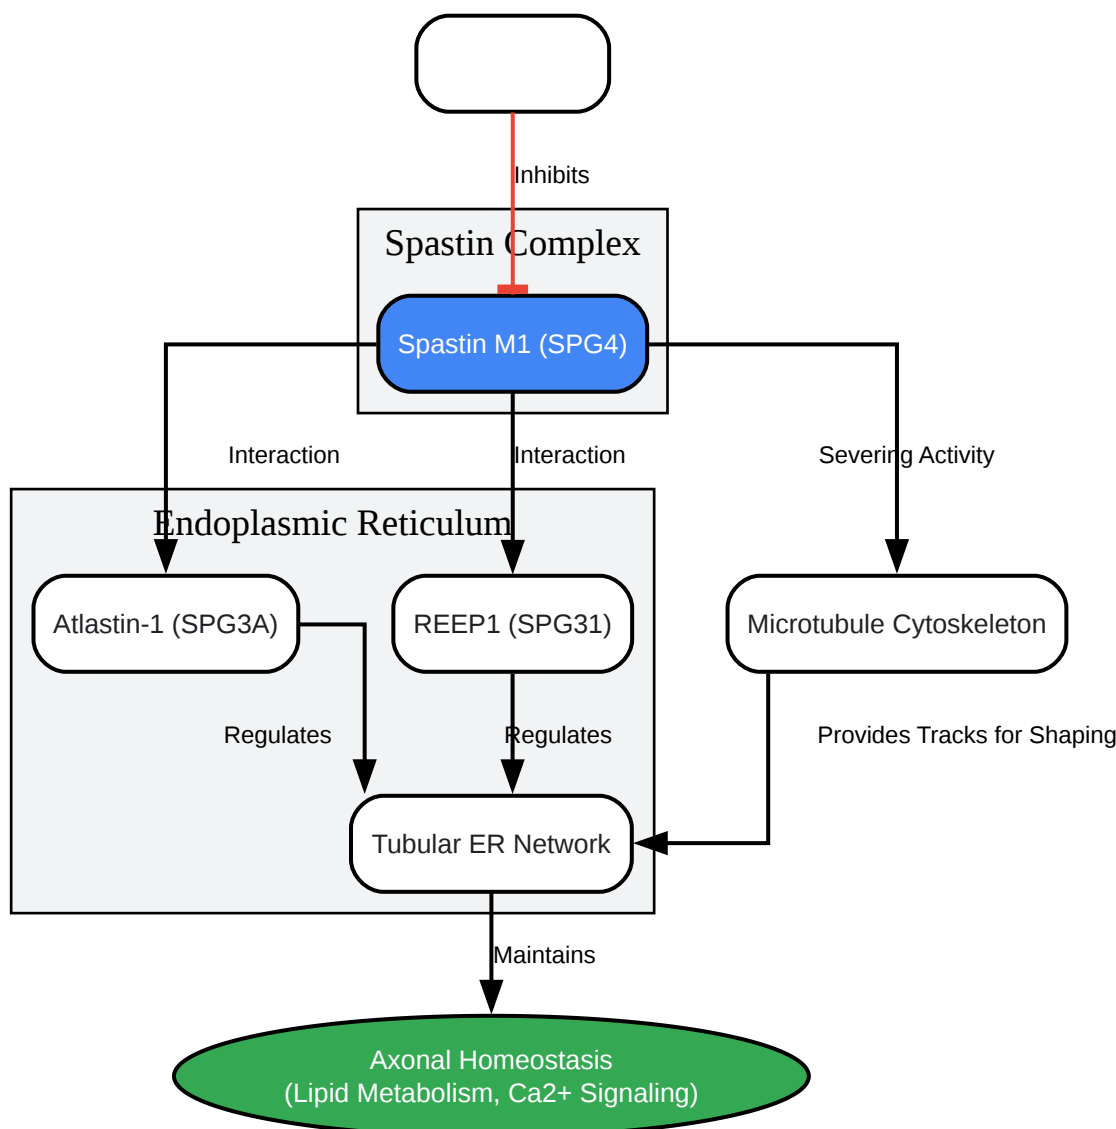 Inhibits
Spastin Complex
Spastin M1 (SPG4)
Interaction
Interaction
Severing Activity
Endoplasmic Reticulum
Atlastin-1 (SPG3A)
REEP1 (SPG31)
Microtubule Cytoskeleton
Regulates
Regulates
Provides Tracks for Shaping
Tubular ER Network
Maintains
Axonal Homeostasis
(Lipid Metabolism, Ca2+ Signaling)